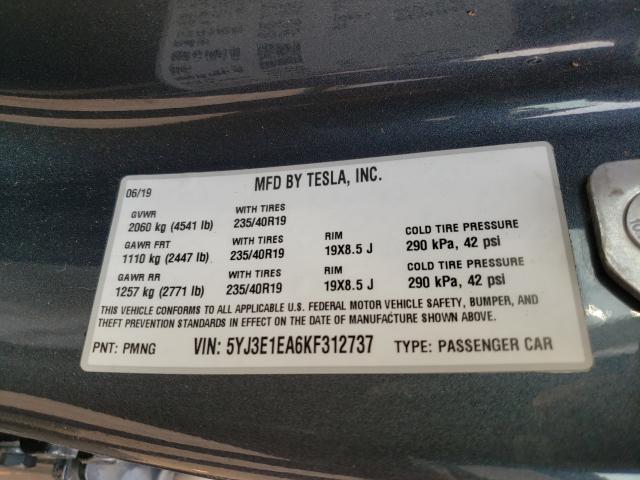 MFD BY TESLA, INC.
06/19
GVWR WITH TIRES
2060 kg (4541 lb) 235/40R19
GAWR FRT WITH TIRES RIM COLD TIRE PRESSURE
1110 kg (2447 lb) 235/40R19 19X8.5 J 290 kPa, 42 psi
GAWR RR WITH TIRES RIM COLD TIRE PRESSURE
1257 kg (2771 lb) 235/40R19 19X8.5 J 290 kPa, 42 psi
THIS VEHICLE CONFORMS TO ALL APPLICABLE U.S. FEDERAL MOTOR VEHICLE SAFETY, BUMPER, AND
THEFT PREVENTION STANDARDS IN EFFECT ON THE DATE OF MANUFACTURE SHOWN ABOVE.
PNT: PMNG VIN: 5YJ3E1EA6KF312737 TYPE: PASSENGER CAR